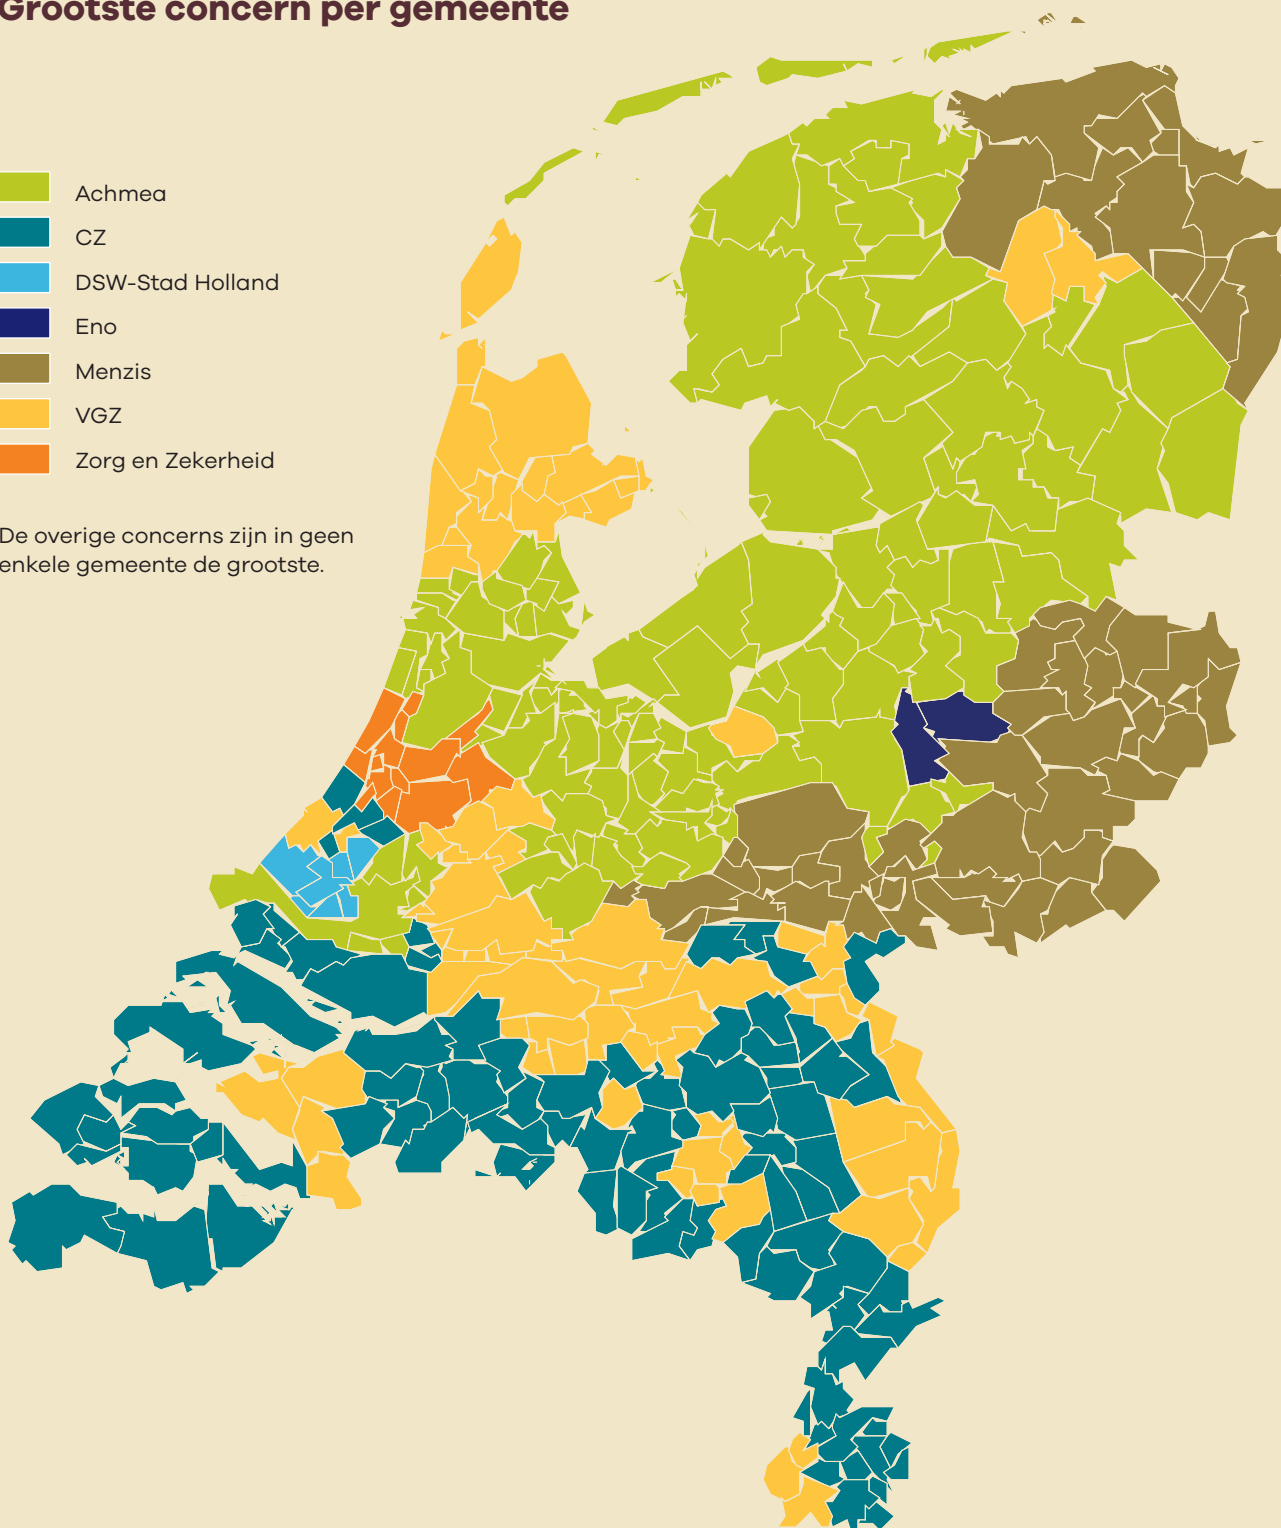 Grootste concern per gemeente
Achmea
CZ
DSW-Stad Holland
Eno
Menzis
VGZ
Zorg en Zekerheid
De overige concerns zijn in geen
enkele gemeente de grootste.